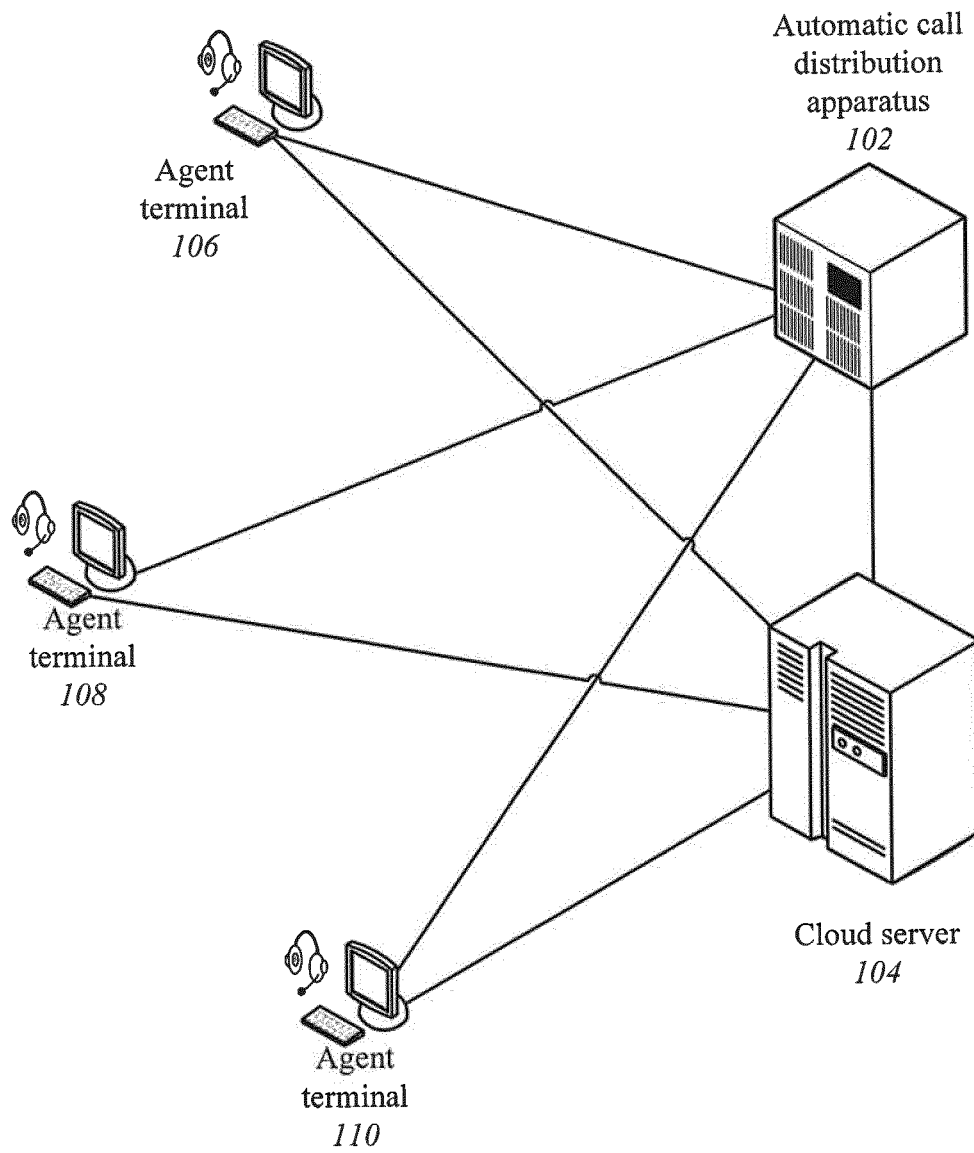 Automatic call
distribution
apparatus
102
Agent
terminal
106
Agent
terminal
108
Cloud server
104
Agent
terminal
110